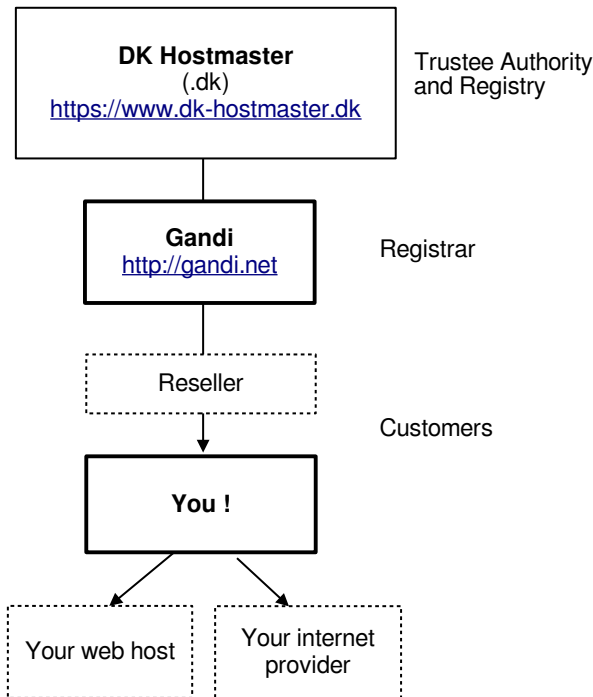 DK Hostmaster
(.dk)
https://www.dk-hostmaster.dk
Trustee Authority
and Registry
Gandi
http://gandi.net
Registrar
Reseller
Customers
You !
Your web host
Your internet
provider